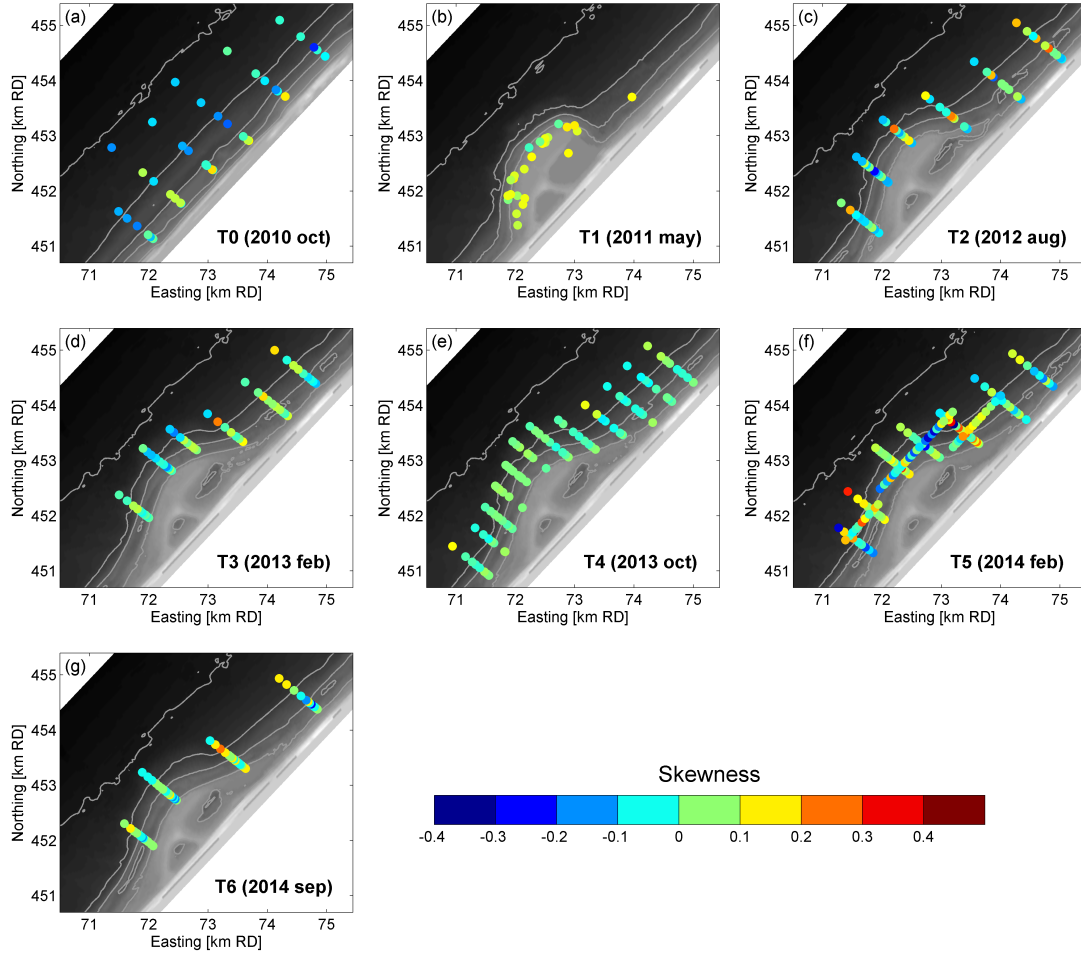 (a)
455
454
453
452
451
Northing [km RD]
71 72 73 74 75
Easting [km RD]
T0 (2010 oct)
(b)
455
454
453
452
451
Northing [km RD]
71 72 73 74 75
Easting [km RD]
T1 (2011 may)
(c)
455
454
453
452
451
Northing [km RD]
71 72 73 74 75
Easting [km RD]
T2 (2012 aug)
(d)
455
454
453
452
451
Northing [km RD]
71 72 73 74 75
Easting [km RD]
T3 (2013 feb)
(e)
455
454
453
452
451
Northing [km RD]
71 72 73 74 75
Easting [km RD]
T4 (2013 oct)
(f)
455
454
453
452
451
Northing [km RD]
71 72 73 74 75
Easting [km RD]
T5 (2014 feb)
(g)
455
454
453
452
451
Northing [km RD]
71 72 73 74 75
Easting [km RD]
T6 (2014 sep)
Skewness
-0.4 -0.3 -0.2 -0.1 0 0.1 0.2 0.3 0.4